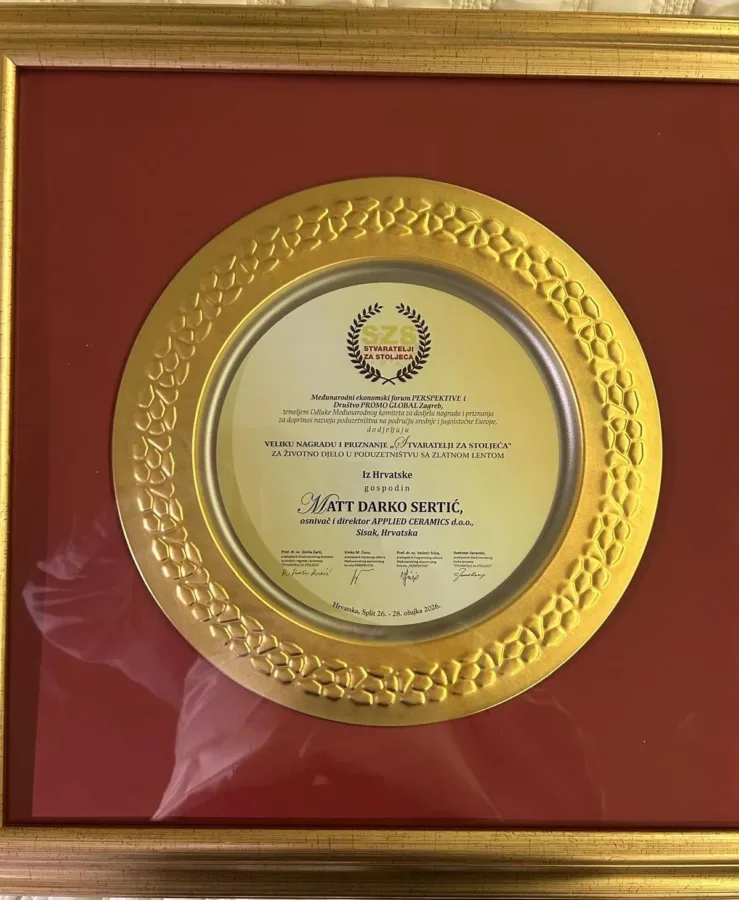 SZS
STVARATELJI
ZA STOLJEĆA
Međunarodni ekonomski forum PERSPEKTIVE i
Društvo PROMO GLOBAL Zagreb,
temeljem Odluke Međunarodnog komiteta za dodjelu nagrada i priznanja
za doprinos razvoju poduzetništva na području srednje i jugoistočne Europe,
dodjeljuju
VELIKU NAGRADU I PRIZNANJE „STVARATELJI ZA STOLJEĆA"
ZA ŽIVOTNO DJELO U PODUZETNIŠTVU SA ZLATNOM LENTOM
Iz Hrvatske
gospodin
MATT DARKO SERTIĆ,
osnivač i direktor APPLIED CERAMICS d.o.o.,
Sisak, Hrvatska
Hrvatska, Split 26. - 28. ožujka 2026.